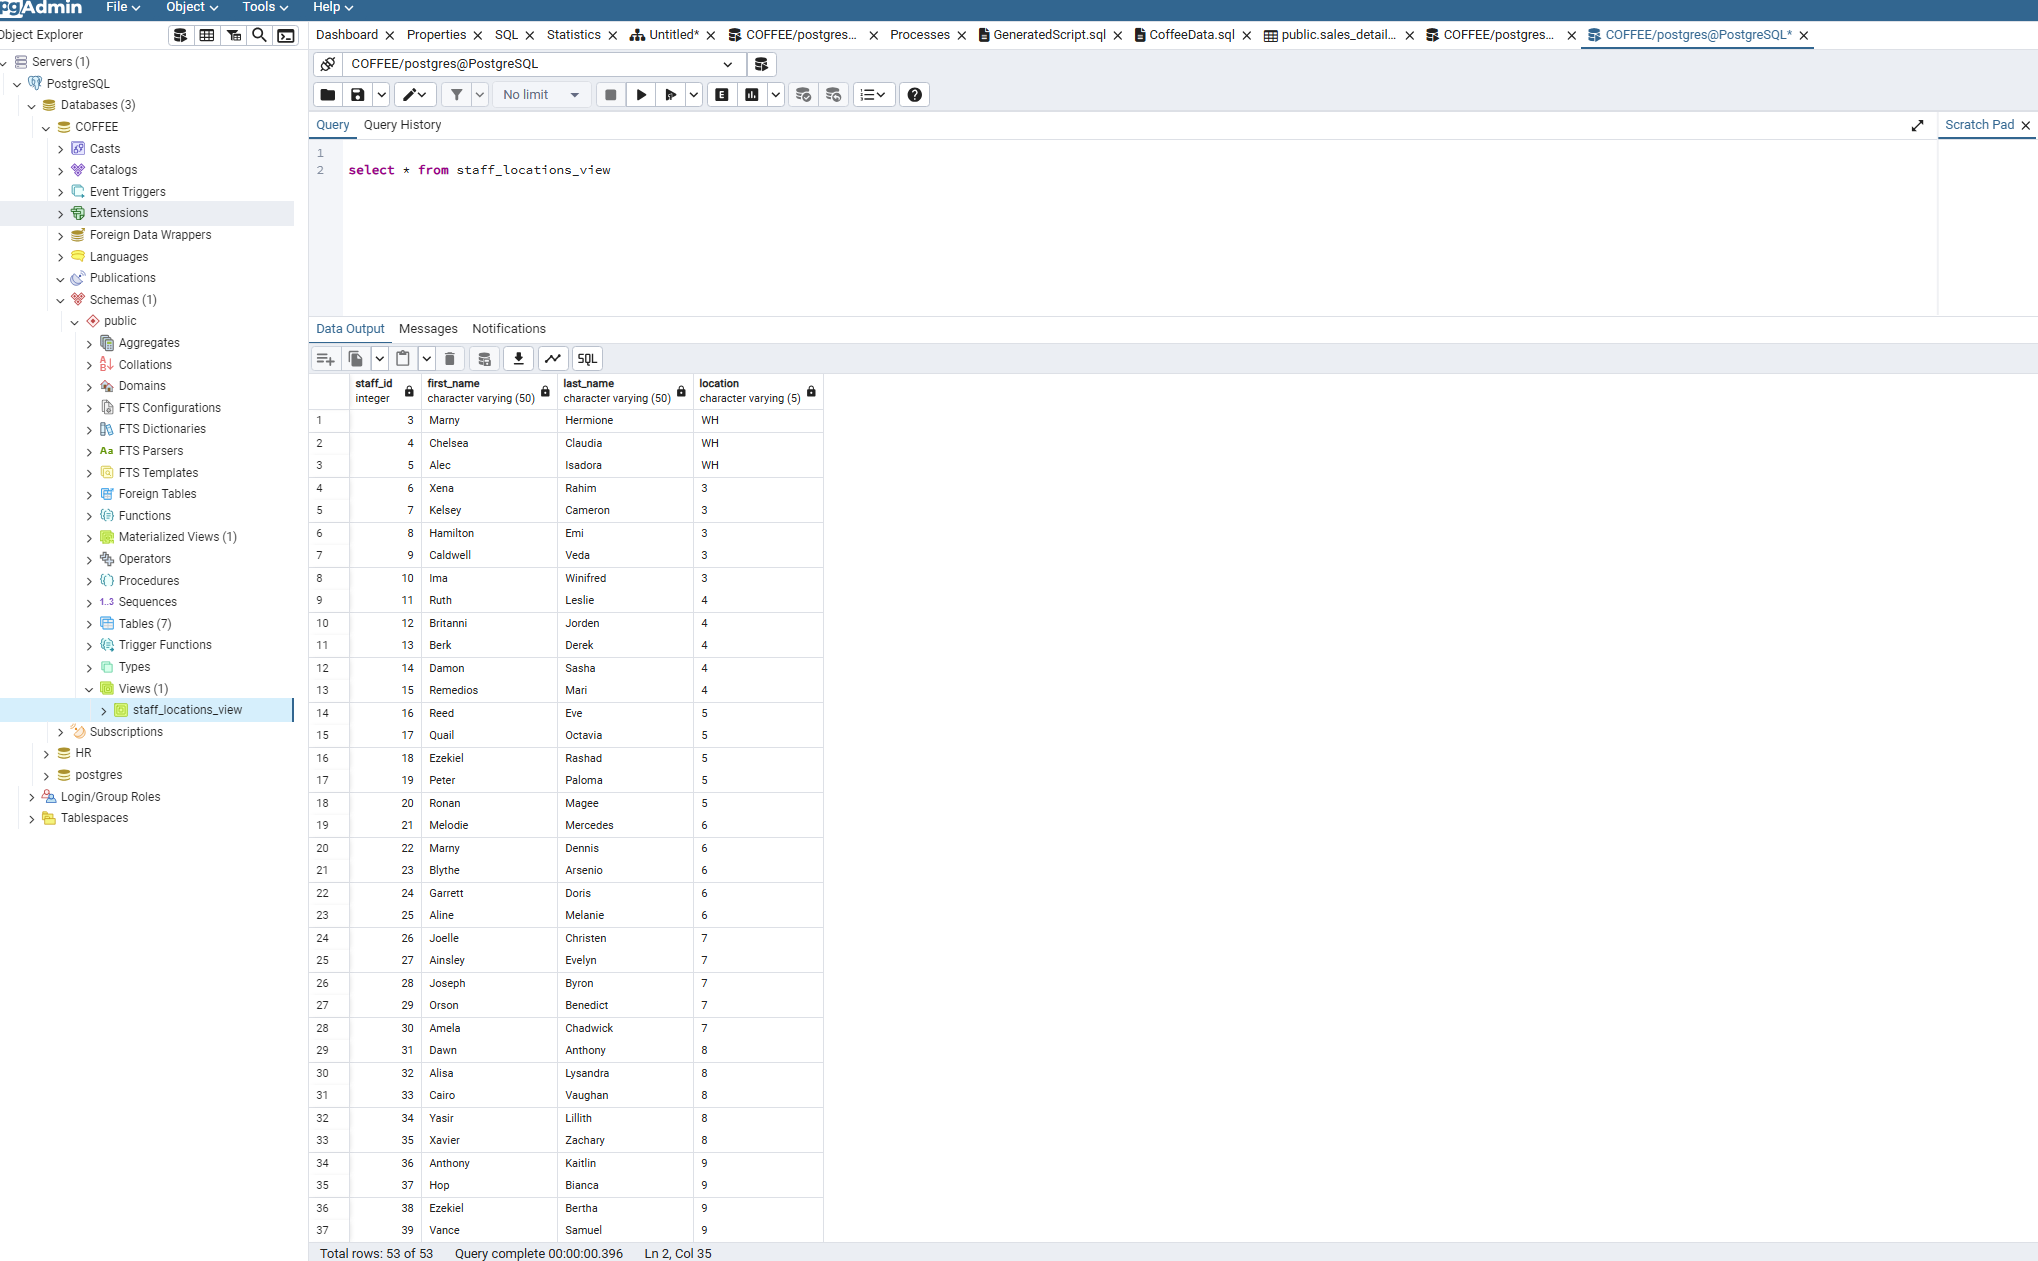 pgAdmin File Object Tools Help
Object Explorer
Dashboard Properties SQL Statistics Untitled* COFFEE/postgres... Processes GeneratedScript.sql CoffeeData.sql public.sales_detail... COFFEE/postgres... COFFEE/postgres@PostgreSQL*
Servers (1)
PostgreSQL
Databases (3)
COFFEE
Casts
Catalogs
Event Triggers
Extensions
Foreign Data Wrappers
Languages
Publications
Schemas (1)
public
Aggregates
Collations
Domains
FTS Configurations
FTS Dictionaries
Aa FTS Parsers
FTS Templates
Foreign Tables
Functions
Materialized Views (1)
Operators
Procedures
1..3 Sequences
Tables (7)
Trigger Functions
Types
Views (1)
staff_locations_view
Subscriptions
HR
postgres
Login/Group Roles
Tablespaces
COFFEE/postgres@PostgreSQL
No limit E
Query Query History Scratch Pad
1
2 select * from staff_locations_view
Data Output Messages Notifications
SQL
staff_id first_name last_name location
integer character varying (50) character varying (50) character varying (5)
1 3 Marny Hermione WH
2 4 Chelsea Claudia WH
3 5 Alec Isadora WH
4 6 Xena Rahim 3
5 7 Kelsey Cameron 3
6 8 Hamilton Emi 3
7 9 Caldwell Veda 3
8 10 Ima Winifred 3
9 11 Ruth Leslie 4
10 12 Britanni Jorden 4
11 13 Berk Derek 4
12 14 Damon Sasha 4
13 15 Remedios Mari 4
14 16 Reed Eve 5
15 17 Quail Octavia 5
16 18 Ezekiel Rashad 5
17 19 Peter Paloma 5
18 20 Ronan Magee 5
19 21 Melodie Mercedes 6
20 22 Marny Dennis 6
21 23 Blythe Arsenio 6
22 24 Garrett Doris 6
23 25 Aline Melanie 6
24 26 Joelle Christen 7
25 27 Ainsley Evelyn 7
26 28 Joseph Byron 7
27 29 Orson Benedict 7
28 30 Amela Chadwick 7
29 31 Dawn Anthony 8
30 32 Alisa Lysandra 8
31 33 Cairo Vaughan 8
32 34 Yasir Lillith 8
33 35 Xavier Zachary 8
34 36 Anthony Kaitlin 9
35 37 Hop Bianca 9
36 38 Ezekiel Bertha 9
37 39 Vance Samuel 9
Total rows: 53 of 53 Query complete 00:00:00.396 Ln 2, Col 35